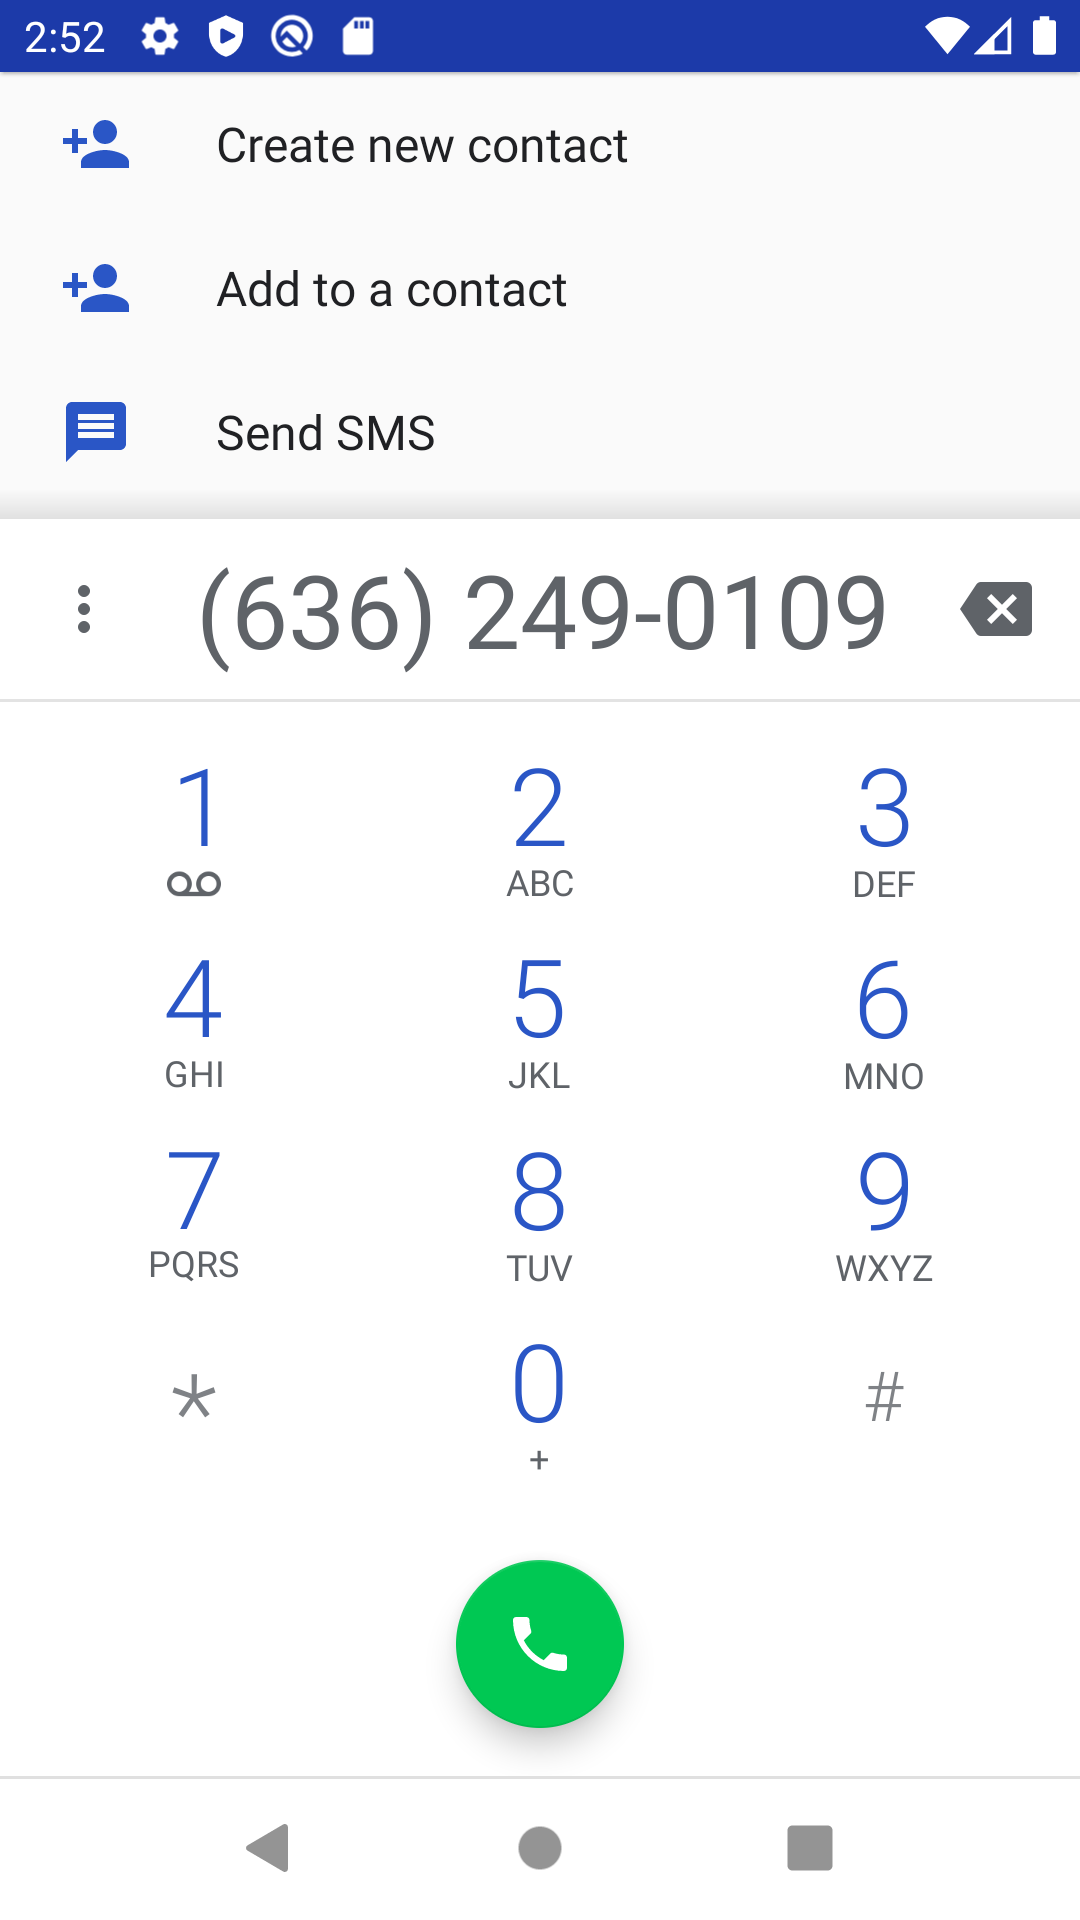 2:52
Create new contact
Add to a contact
Send SMS
(636) 249-0109
1 2 3
ABC DEF
4 5 6
GHI JKL MNO
7 8 9
PQRS TUV WXYZ
* 0 #
+